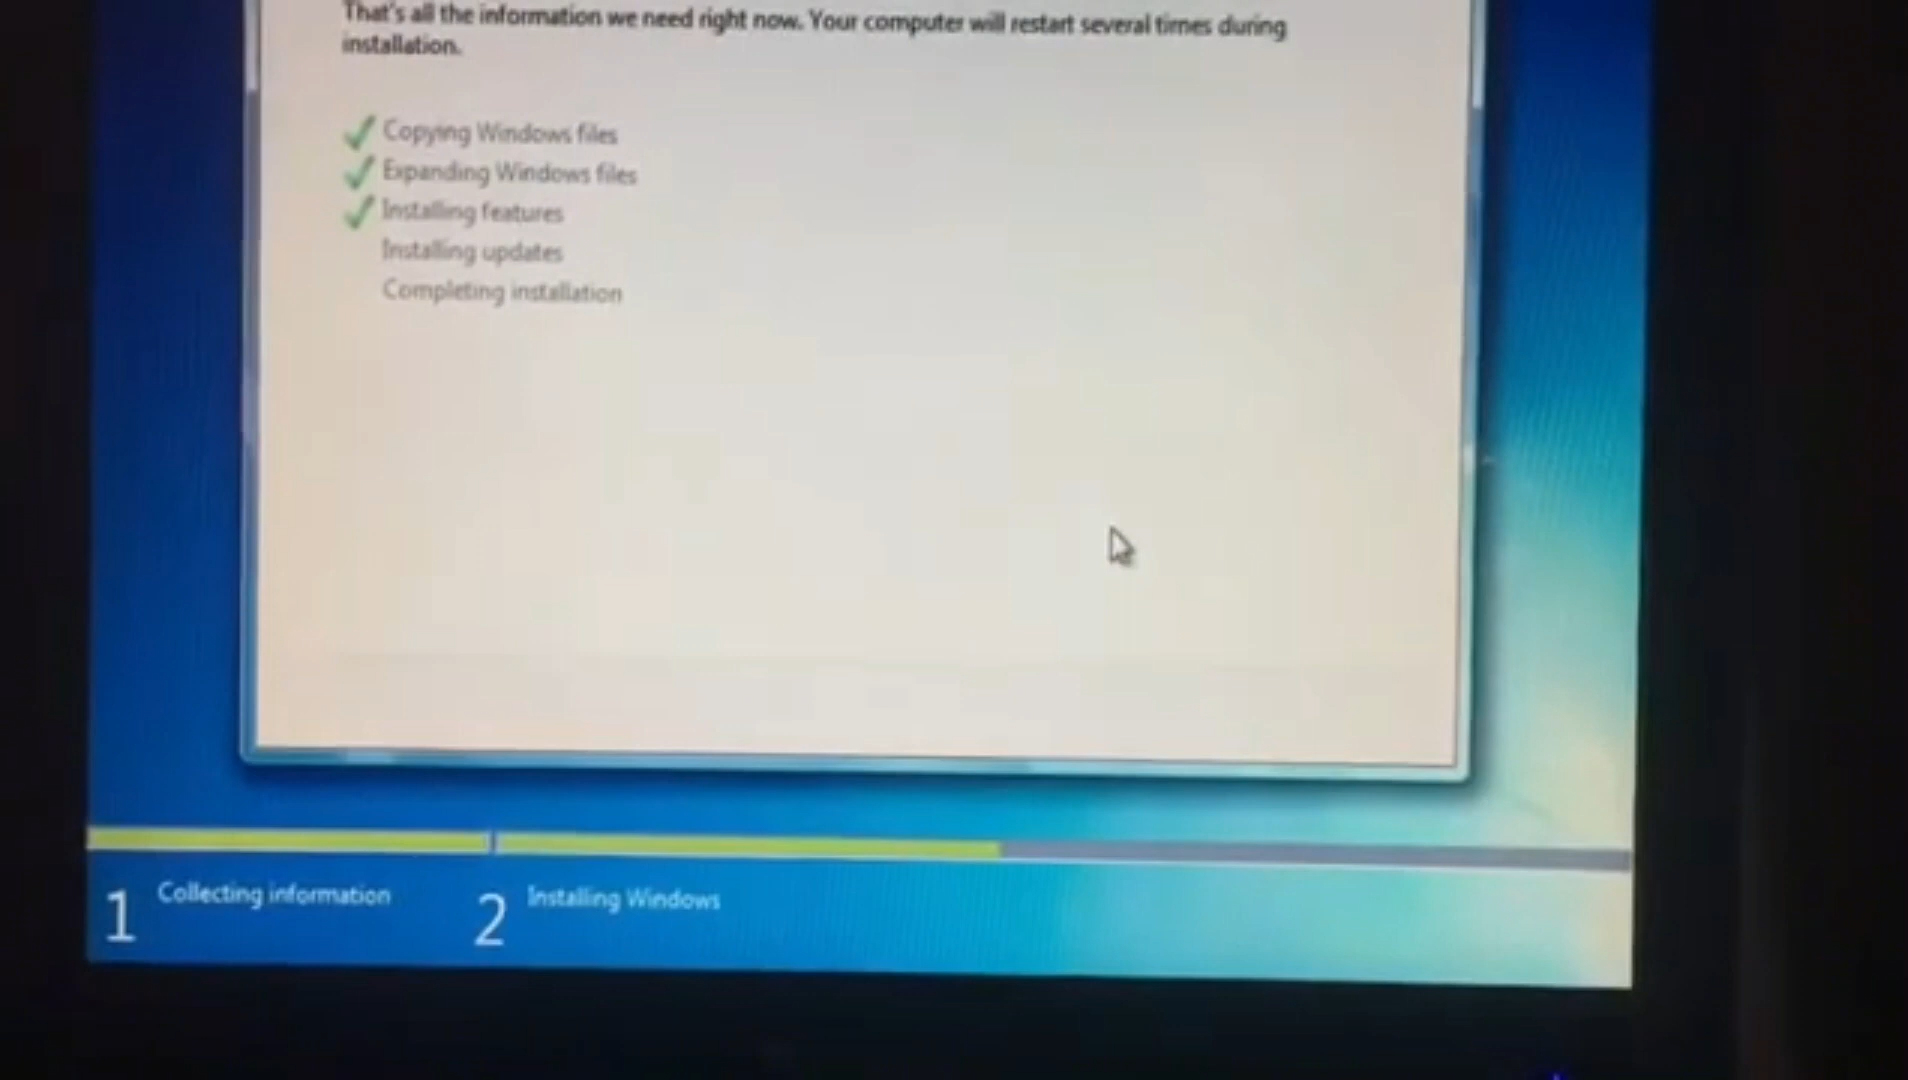 That's all the information we need right now. Your computer will restart several times during
installation.
Copying Windows files
Expanding Windows files
Installing features
Installing updates
Completing installation
1 Collecting information 2 Installing Windows